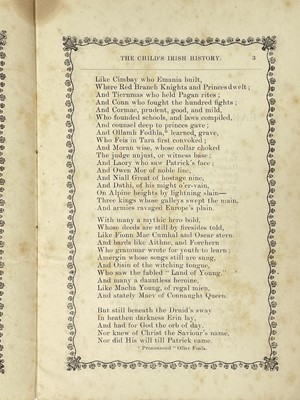 THE CHILD'S IRISH HISTORY. 3
Like Cimbay who Emania built,
Where Red Branch Knights and Princes dwelt;
And Tiernmas who held Pagan rites;
And Conn who fought the hundred fights;
And Cormac, prudent, good, and mild,
Who founded schools, and laws compiled,
And counsel deep to princes gave;
And Ollamh Fodhla,* learned, grave,
Who Feis in Tara first convoked;
And Moran wise, whose collar choked
The judge unjust, or witness base;
And Laory who saw Patrick's face;
And Owen Mor of noble line,
And Niall Great of hostage nine,
And Dathi, of his might o'er-vain,
On Alpine heights by lightning slain—
Three kings whose galleys swept the main,
And armies ravaged Europe's plain.
With many a mythic hero bold,
Whose deeds are still by firesides told,
Like Fionn Mac Cumhal and Oscar stern
And bards like Aithne, and Forchern
Who grammar wrote for youth to learn;
Amergin whose songs still are sung,
And Oisin of the witching tongue,
Who saw the fabled "Land of Young."
And many a dauntless heroine,
Like Macha Young, of regal mien,
And stately Maev of Connaught Queen.
But still beneath the Druid's sway
In heathen darkness Erin lay,
And had for God the orb of day.
Nor knew of Christ the Saviour's name,
Nor did His will till Patrick came.
* Pronounced " Ollav Fola.